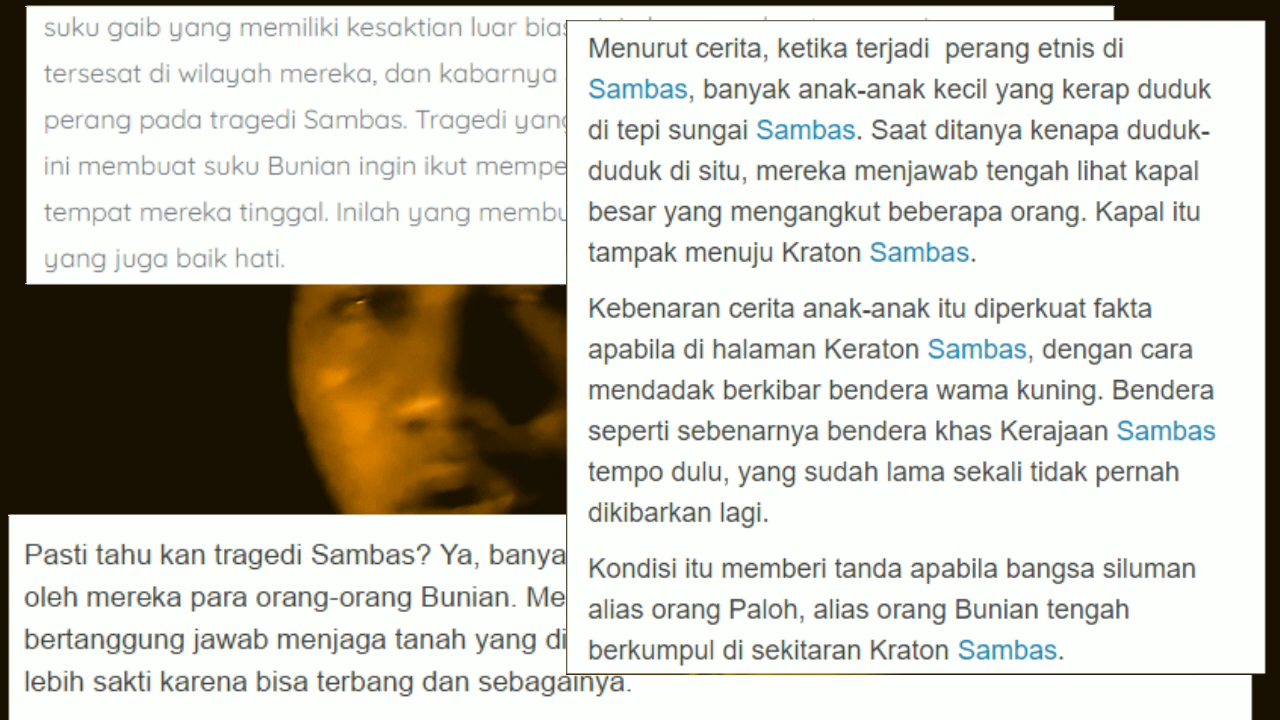 suku gaib yang memiliki kesaktian luar
tersesat di wilayah mereka, dan kabarnya
perang pada tragedi Sambas. Tragedi
ini membuat suku Bunian ingin ikut
tempat mereka tinggal. Inilah yang
yang juga baik hati.
Menurut cerita, ketika terjadi perang etnis di
Sambas, banyak anak-anak kecil yang kerap duduk
di tepi sungai Sambas. Saat ditanya kenapa duduk-
duduk di situ, mereka menjawab tengah lihat kapal
besar yang mengangkut beberapa orang. Kapal itu
tampak menuju Kraton Sambas.
Kebenaran cerita anak-anak itu diperkuat fakta
apabila di halaman Keraton Sambas, dengan cara
mendadak berkibar bendera wama kuning. Bendera
seperti sebenarnya bendera khas Kerajaan Sambas
tempo dulu, yang sudah lama sekali tidak pernah
dikibarkan lagi.
Kondisi itu memberi tanda apabila bangsa siluman
alias orang Paloh, alias orang Bunian tengah
berkumpul di sekitaran Kraton Sambas.
Pasti tahu kan tragedi Sambas? Ya,
oleh mereka para orang-orang Bunian.
bertanggung jawab menjaga tanah yang
lebih sakti karena bisa terbang dan sebagainya.